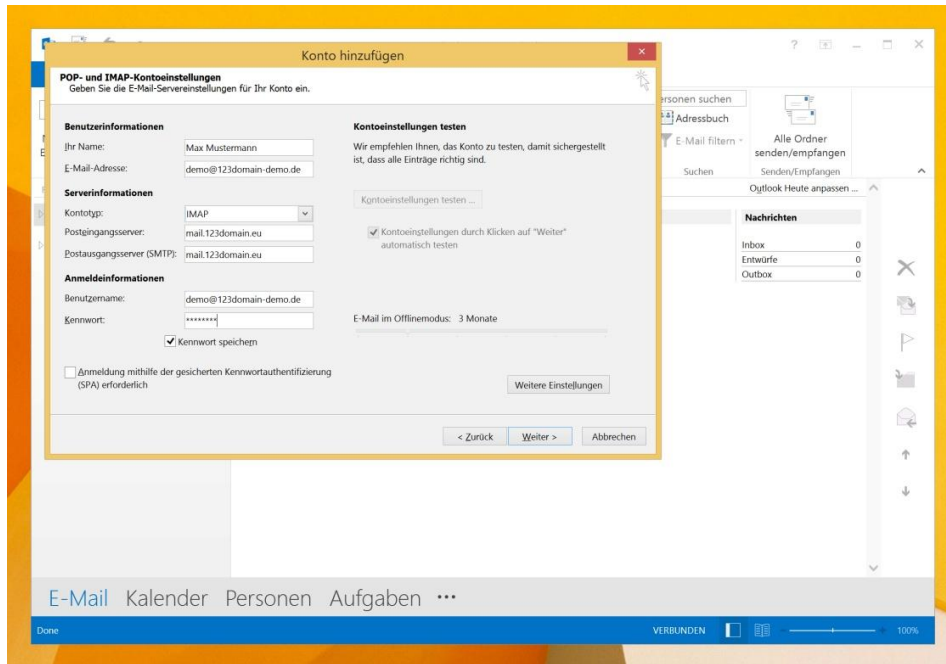 Konto hinzufügen
POP- und IMAP-Kontoeinstellungen
Geben Sie die E-Mail-Servereinstellungen für Ihr Konto ein.
Benutzerinformationen
Ihr Name:
Max Mustermann
E-Mail-Adresse:
demo@123domain-demo.de
Serverinformationen
Kontotyp:
IMAP
Posteingangsserver:
mail.123domain.eu
Postausgangsserver (SMTP):
mail.123domain.eu
Anmeldeinformationen
Benutzername:
demo@123domain-demo.de
Kennwort:
********
Kennwort speichern
Anmeldung mithilfe der gesicherten Kennwortauthentifizierung
(SPA) erforderlich
Kontoeinstellungen testen
Wir empfehlen Ihnen, das Konto zu testen, damit sichergestellt
ist, dass alle Einträge richtig sind.
Kontoeinstellungen testen ...
Kontoeinstellungen durch Klicken auf "Weiter"
automatisch testen
E-Mail im Offlinemodus: 3 Monate
Weitere Einstellungen
< Zurück
Weiter >
Abbrechen
ersonen suchen
Adressbuch
E-Mail filtern
Suchen
Alle Ordner
senden/empfangen
Senden/Empfangen
Outlook Heute anpassen ...
Nachrichten
Inbox 0
Entwürfe 0
Outbox 0
E-Mail Kalender Personen Aufgaben ...
Done
VERBUNDEN
100%